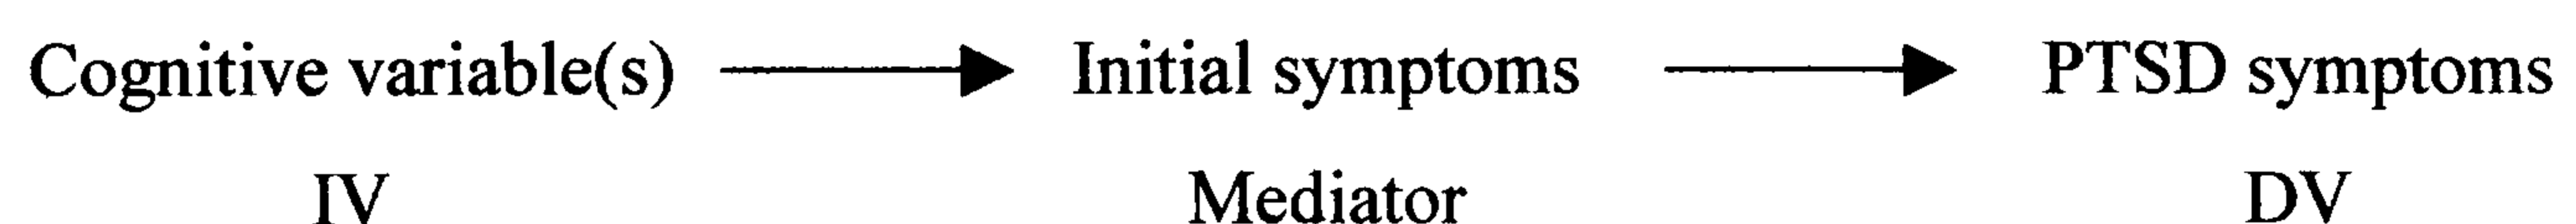 Cognitive variable(s) Initial symptoms PTSD symptoms
IV Mediator DV